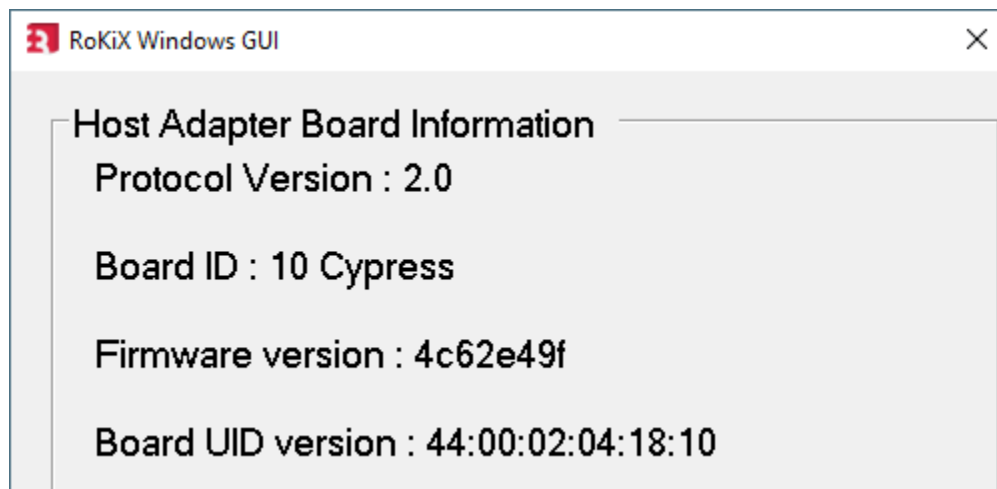 RoKiX Windows GUI
Host Adapter Board Information
Protocol Version : 2.0
Board ID : 10 Cypress
Firmware version : 4c62e49f
Board UID version : 44:00:02:04:18:10